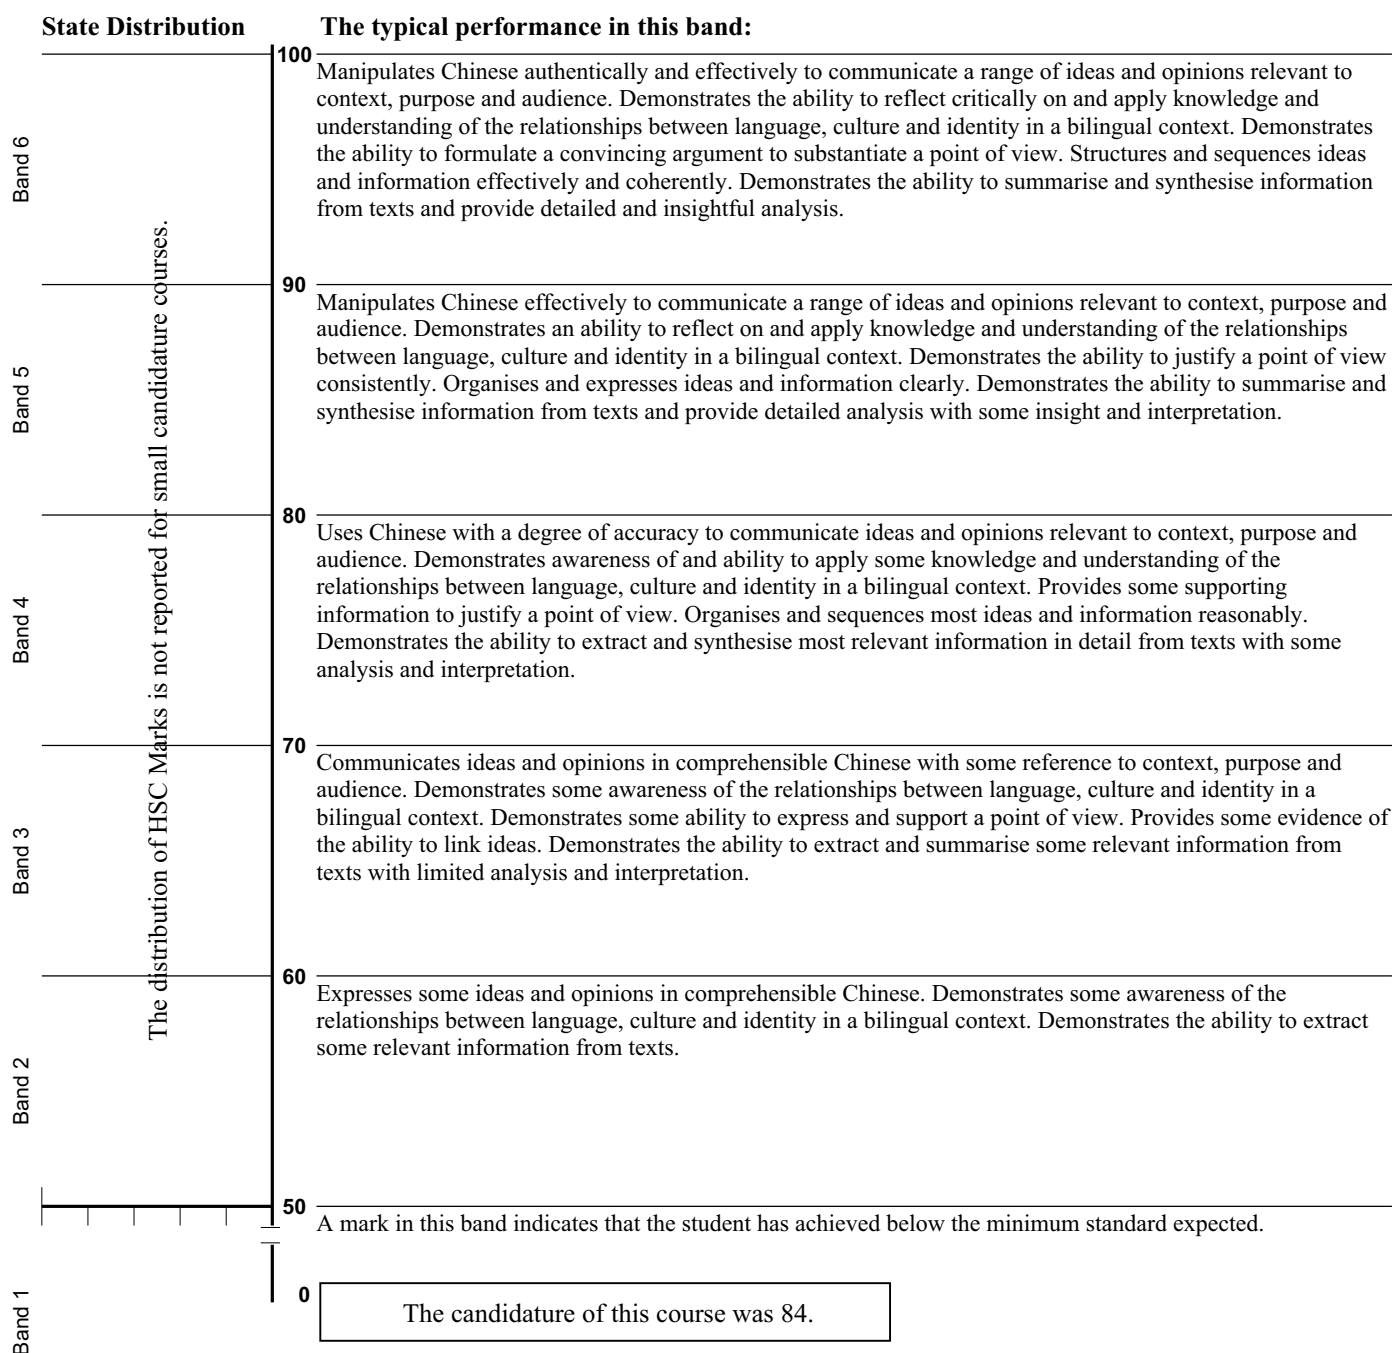 State Distribution
The typical performance in this band:
100
Manipulates Chinese authentically and effectively to communicate a range of ideas and opinions relevant to
context, purpose and audience. Demonstrates the ability to reflect critically on and apply knowledge and
understanding of the relationships between language, culture and identity in a bilingual context. Demonstrates
the ability to formulate a convincing argument to substantiate a point of view. Structures and sequences ideas
and information effectively and coherently. Demonstrates the ability to summarise and synthesise information
from texts and provide detailed and insightful analysis.
Band 6
90
Manipulates Chinese effectively to communicate a range of ideas and opinions relevant to context, purpose and
audience. Demonstrates an ability to reflect on and apply knowledge and understanding of the relationships
between language, culture and identity in a bilingual context. Demonstrates the ability to justify a point of view
consistently. Organises and expresses ideas and information clearly. Demonstrates the ability to summarise and
synthesise information from texts and provide detailed analysis with some insight and interpretation.
Band 5
80
Uses Chinese with a degree of accuracy to communicate ideas and opinions relevant to context, purpose and
audience. Demonstrates awareness of and ability to apply some knowledge and understanding of the
relationships between language, culture and identity in a bilingual context. Provides some supporting
information to justify a point of view. Organises and sequences most ideas and information reasonably.
Demonstrates the ability to extract and synthesise most relevant information in detail from texts with some
analysis and interpretation.
Band 4
The distribution of HSC Marks is not reported for small candidature courses.
70
Communicates ideas and opinions in comprehensible Chinese with some reference to context, purpose and
audience. Demonstrates some awareness of the relationships between language, culture and identity in a
bilingual context. Demonstrates some ability to express and support a point of view. Provides some evidence of
the ability to link ideas. Demonstrates the ability to extract and summarise some relevant information from
texts with limited analysis and interpretation.
Band 3
60
Expresses some ideas and opinions in comprehensible Chinese. Demonstrates some awareness of the
relationships between language, culture and identity in a bilingual context. Demonstrates the ability to extract
some relevant information from texts.
Band 2
50
A mark in this band indicates that the student has achieved below the minimum standard expected.
0
Band 1
The candidature of this course was 84.